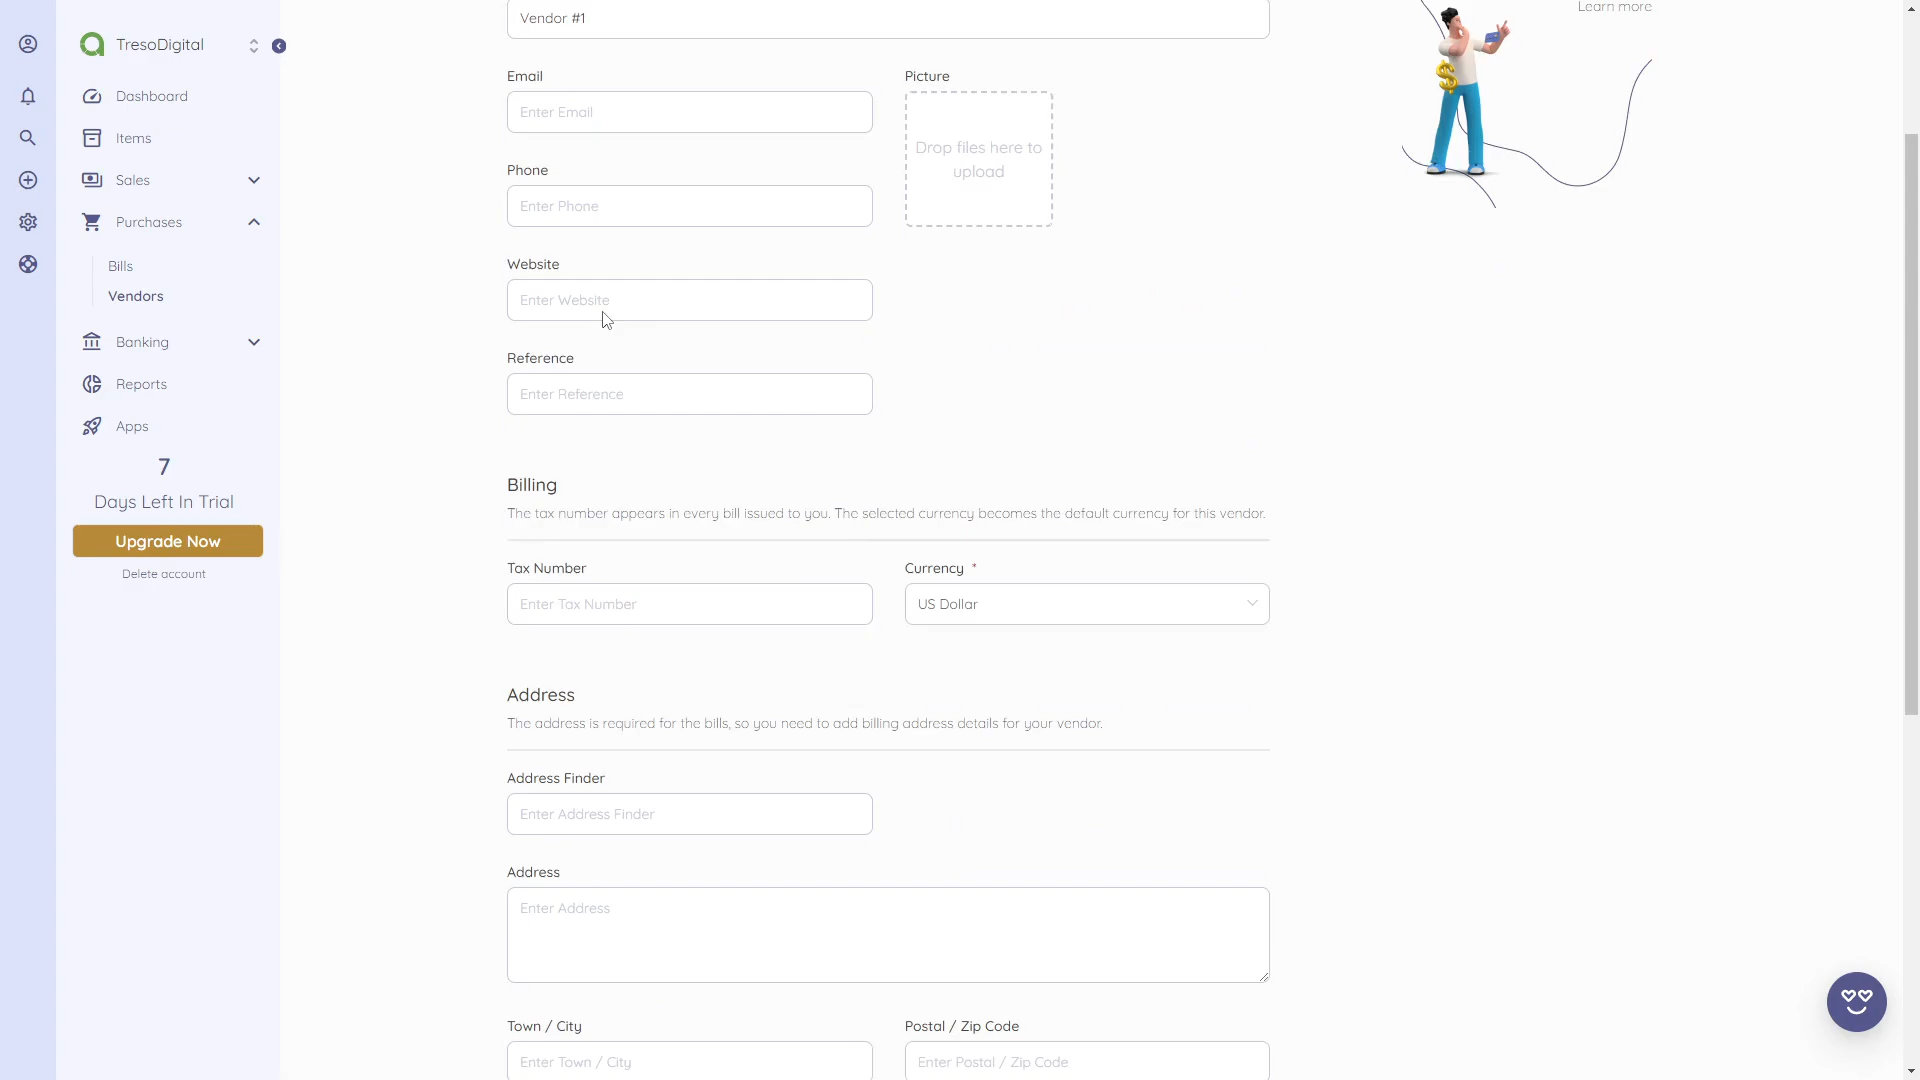 TresoDigital
Dashboard
Items
Sales
Purchases
Bills
Vendors
Banking
Reports
Apps
7
Days Left In Trial
Upgrade Now
Delete account
Vendor #1
Learn more
Email
Enter Email
Picture
Drop files here to
upload
Phone
Enter Phone
Website
Enter Website
Reference
Enter Reference
Billing
The tax number appears in every bill issued to you. The selected currency becomes the default currency for this vendor.
Tax Number
Enter Tax Number
Currency *
US Dollar
Address
The address is required for the bills, so you need to add billing address details for your vendor.
Address Finder
Enter Address Finder
Address
Enter Address
Town / City
Enter Town / City
Postal / Zip Code
Enter Postal / Zip Code